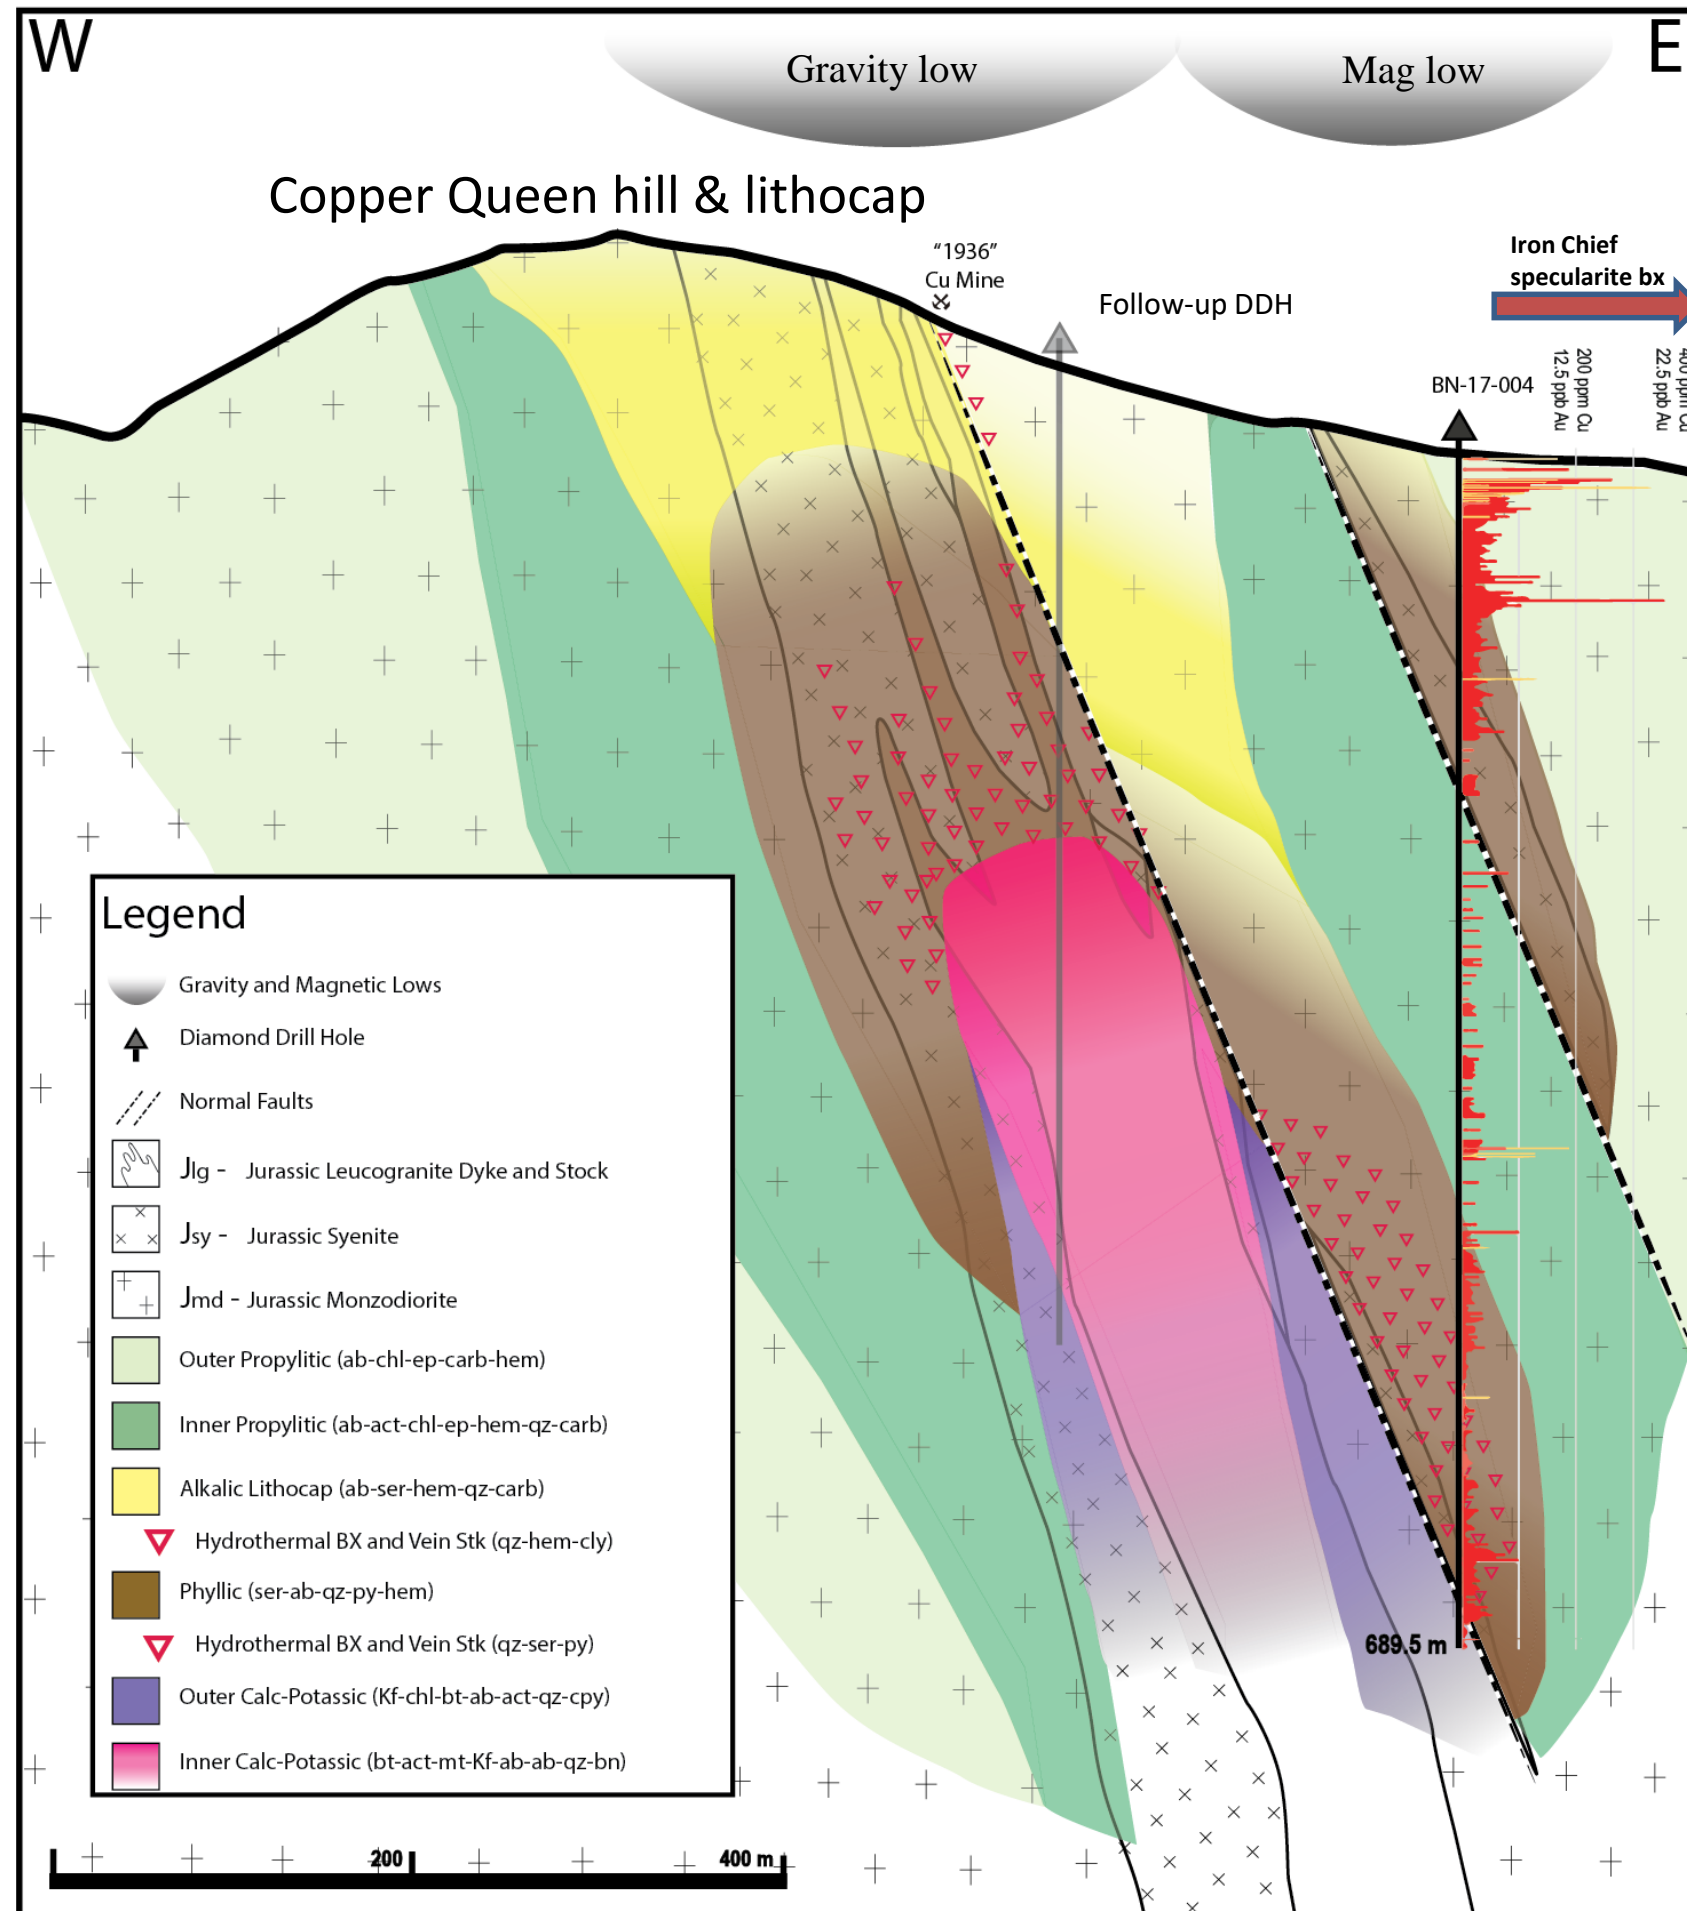 W
E
Gravity low
Mag low
Copper Queen hill & lithocap
"1936"
Cu Mine
Follow-up DDH
Iron Chief
specularite bx
BN-17-004
12.5 ppb Au
200 ppm Cu
22.5 ppb Au
Legend
Gravity and Magnetic Lows
Diamond Drill Hole
Normal Faults
Jlg - Jurassic Leucogranite Dyke and Stock
Jsy - Jurassic Syenite
Jmd - Jurassic Monzodiorite
Outer Propylitic (ab-chl-ep-carb-hem)
Inner Propylitic (ab-act-chl-ep-hem-qz-carb)
Alkalic Lithocap (ab-ser-hem-qz-carb)
Hydrothermal BX and Vein Stk (qz-hem-cly)
Phyllic (ser-ab-qz-py-hem)
Hydrothermal BX and Vein Stk (qz-ser-py)
Outer Calc-Potassic (Kf-chl-bt-ab-act-qz-cpy)
Inner Calc-Potassic (bt-act-mt-Kf-ab-ab-qz-bn)
689.5 m
200
400 m